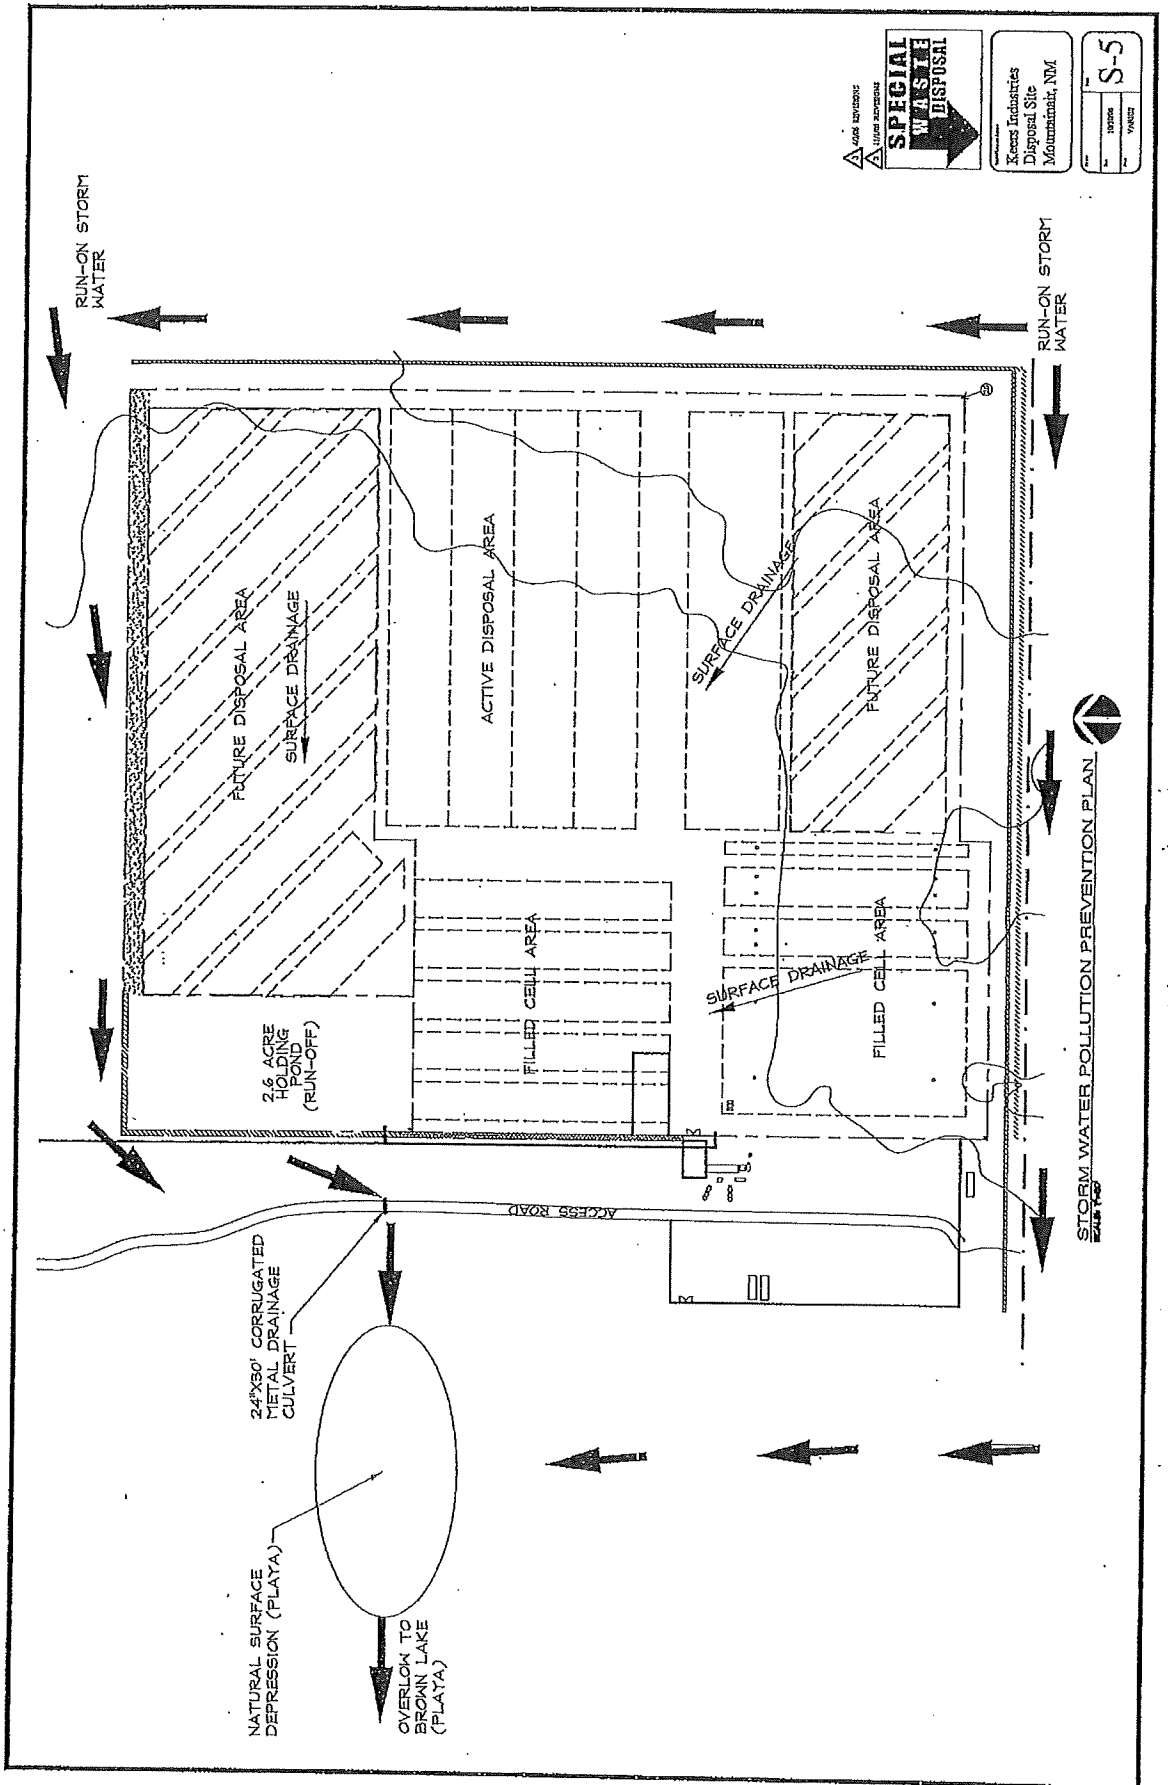 RUN-ON STORM
WATER
RUN-ON STORM
WATER
FUTURE DISPOSAL AREA
SURFACE DRAINAGE
ACTIVE DISPOSAL AREA
SURFACE DRAINAGE
FUTURE DISPOSAL AREA
2.6 ACRE
HOLDING
POND
(RUN-OFF)
FILLED CELL AREA
SURFACE DRAINAGE
FILLED CELL AREA
ACCESS ROAD
24"X30' CORRUGATED
METAL DRAINAGE
CULVERT
NATURAL SURFACE
DEPRESSION (PLAYA)
OVERLOW TO
BROWN LAKE
(PLAYA)
STORM WATER POLLUTION PREVENTION PLAN
SPECIAL
WASTE
DISPOSAL
Keers Industries
Disposal Site
Mountainair, NM
S-5